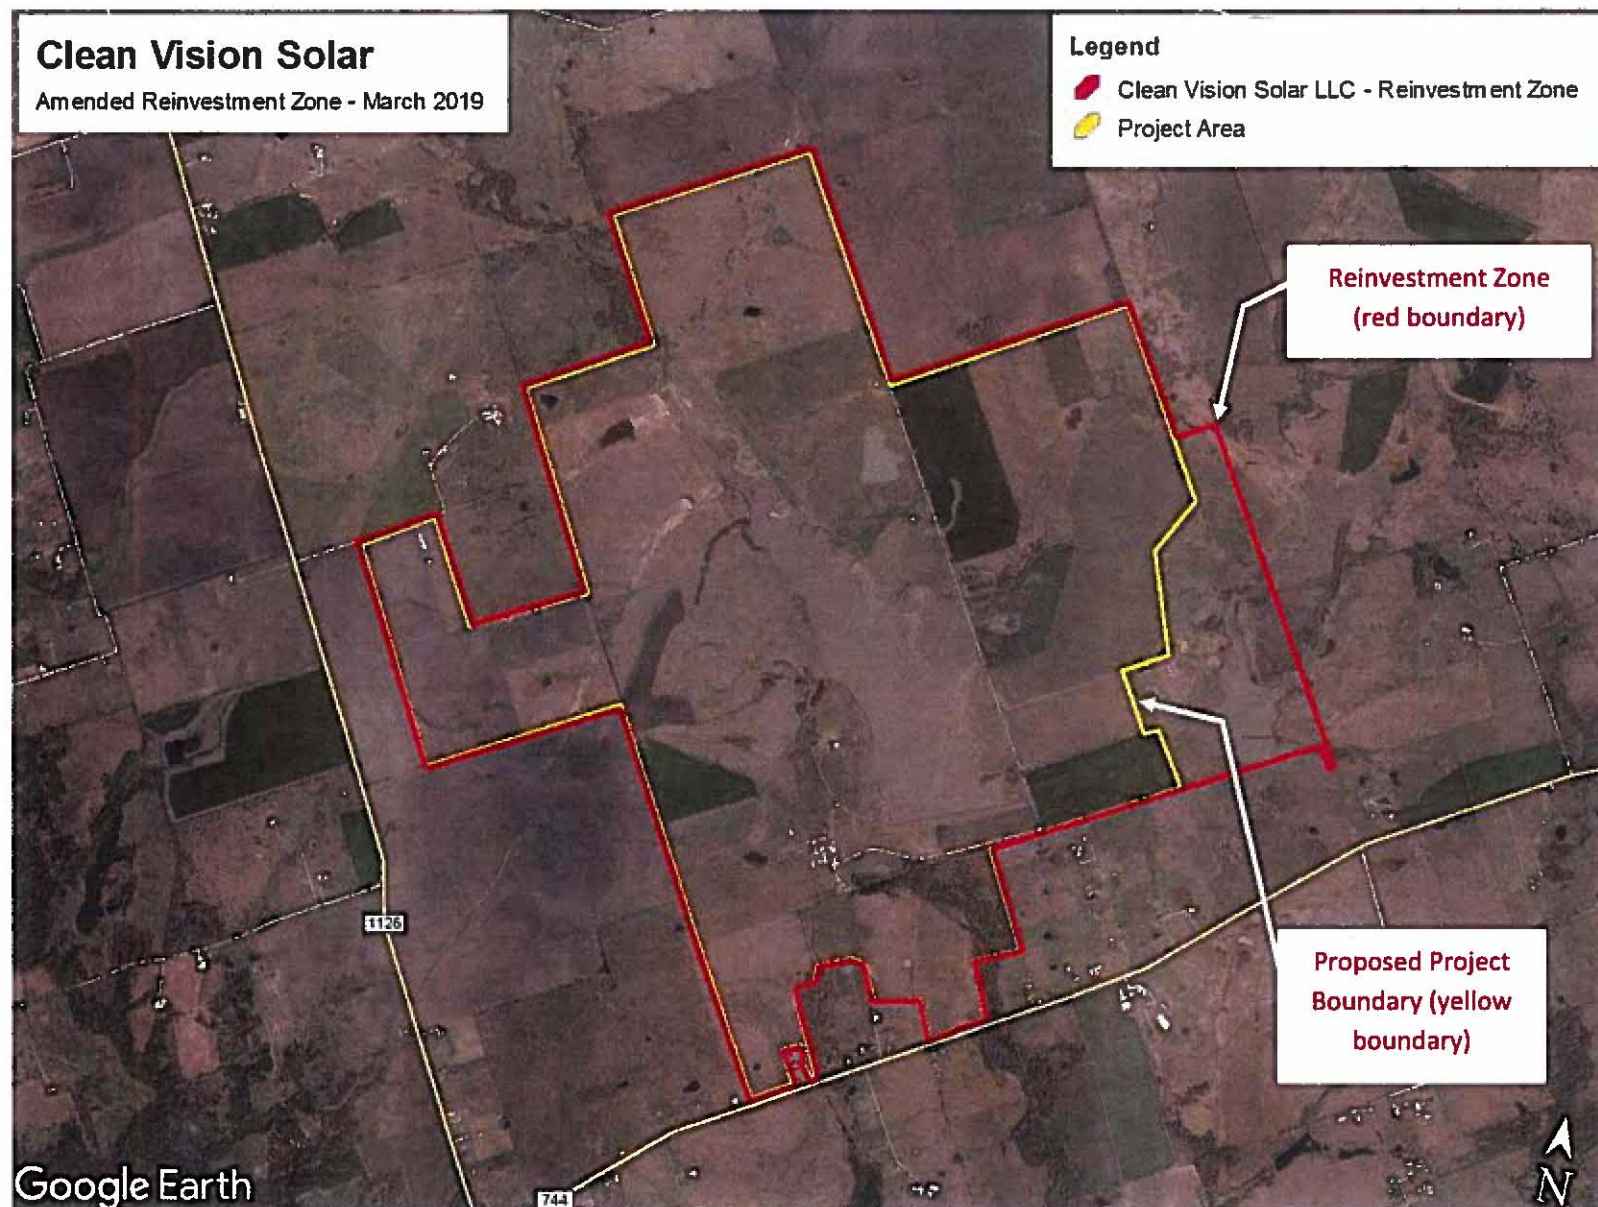 Clean Vision Solar
Amended Reinvestment Zone - March 2019
Legend
Clean Vision Solar LLC - Reinvestment Zone
Project Area
Reinvestment Zone
(red boundary)
1126
Proposed Project
Boundary (yellow
boundary)
Google Earth
744
N